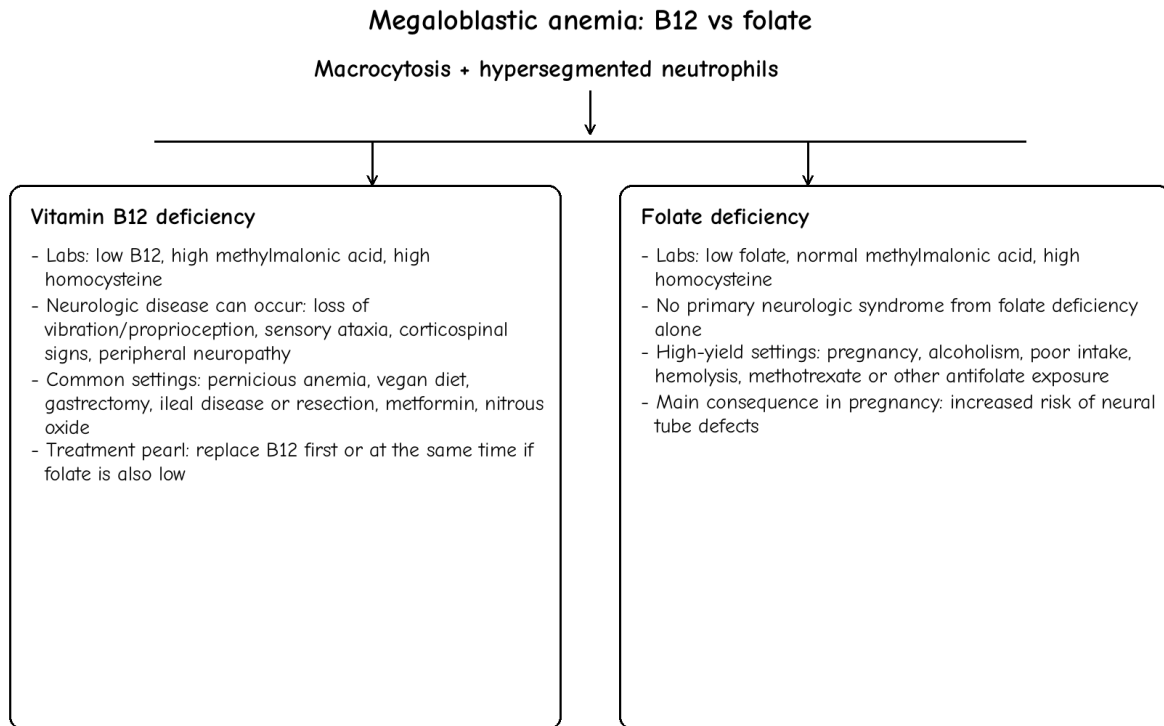 Megaloblastic anemia: B12 vs folate
Macrocytosis + hypersegmented neutrophils
Vitamin B12 deficiency
- Labs: low B12, high methylmalonic acid, high
homocysteine
- Neurologic disease can occur: loss of
vibration/proprioception, sensory ataxia, corticospinal
signs, peripheral neuropathy
- Common settings: pernicious anemia, vegan diet,
gastrectomy, ileal disease or resection, metformin, nitrous
oxide
- Treatment pearl: replace B12 first or at the same time if
folate is also low
Folate deficiency
- Labs: low folate, normal methylmalonic acid, high
homocysteine
- No primary neurologic syndrome from folate deficiency
alone
- High-yield settings: pregnancy, alcoholism, poor intake,
hemolysis, methotrexate or other antifolate exposure
- Main consequence in pregnancy: increased risk of neural
tube defects